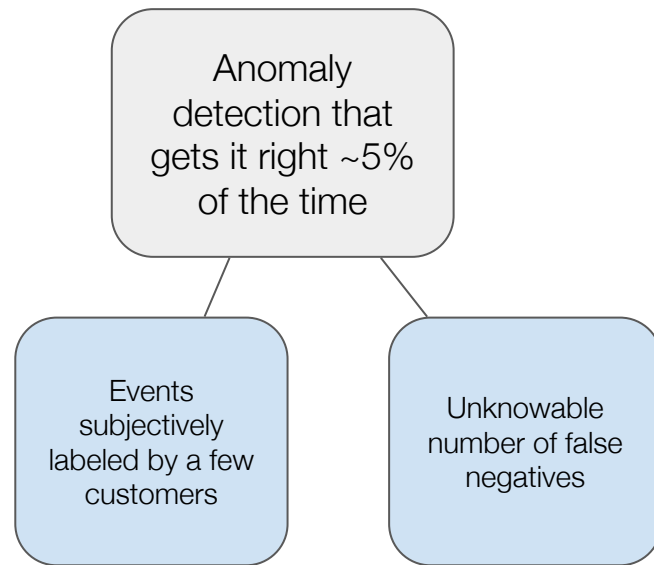 Anomaly
detection that
gets it right ~5%
of the time
Events
subjectively
labeled by a few
customers
Unknowable
number of false
negatives